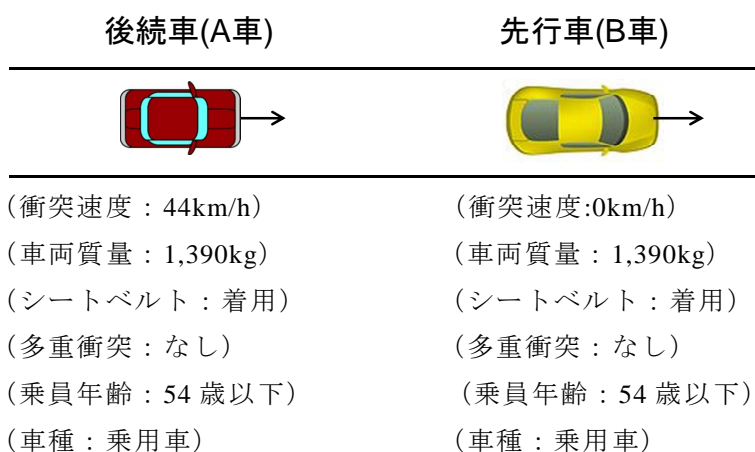 後続車(A車) 先行車(B車)
(衝突速度：44km/h) (衝突速度:0km/h)
(車両質量：1,390kg) (車両質量：1,390kg)
(シートベルト：着用) (シートベルト：着用)
(多重衝突：なし) (多重衝突：なし)
(乗員年齢：54 歳以下) (乗員年齢：54 歳以下)
(車種：乗用車) (車種：乗用車)